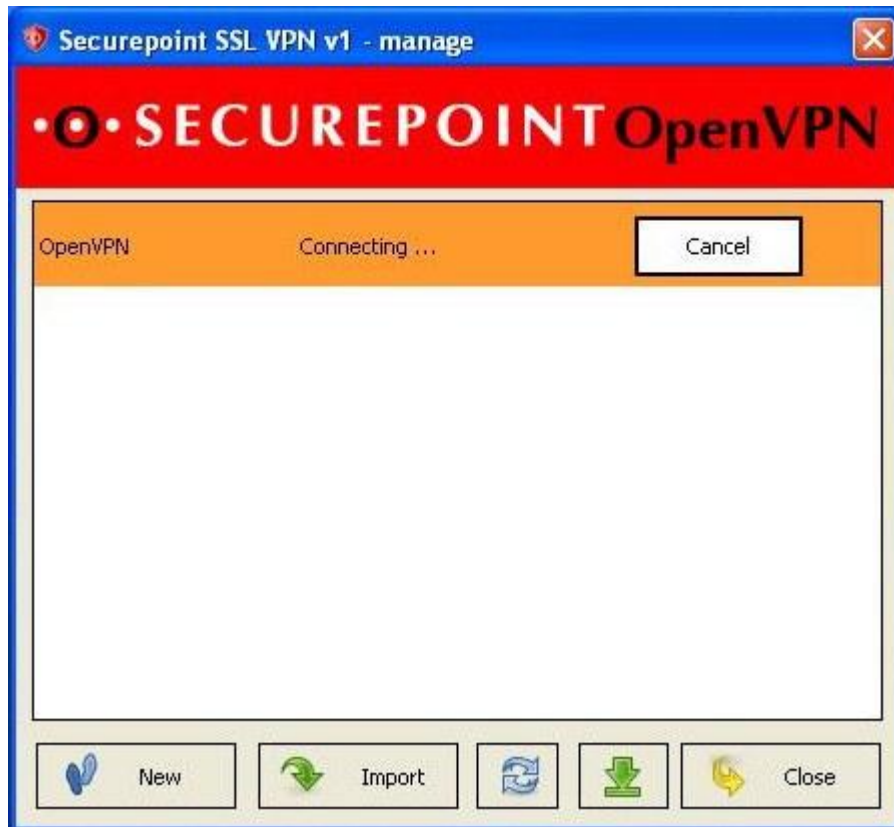 Securepoint SSL VPN v1 - manage
SECUREPOINT OpenVPN
OpenVPN Connecting ... Cancel
New Import Close